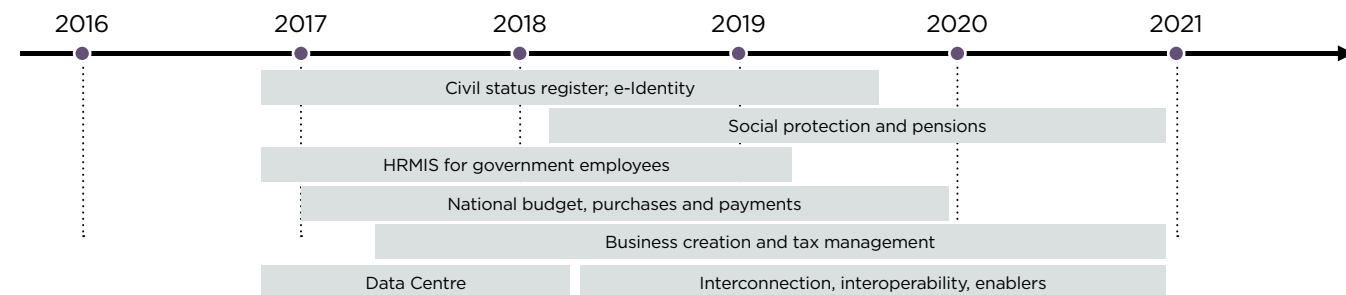 2016 2017 2018 2019 2020 2021
Civil status register; e-Identity
Social protection and pensions
HRMIS for government employees
National budget, purchases and payments
Business creation and tax management
Data Centre Interconnection, interoperability, enablers